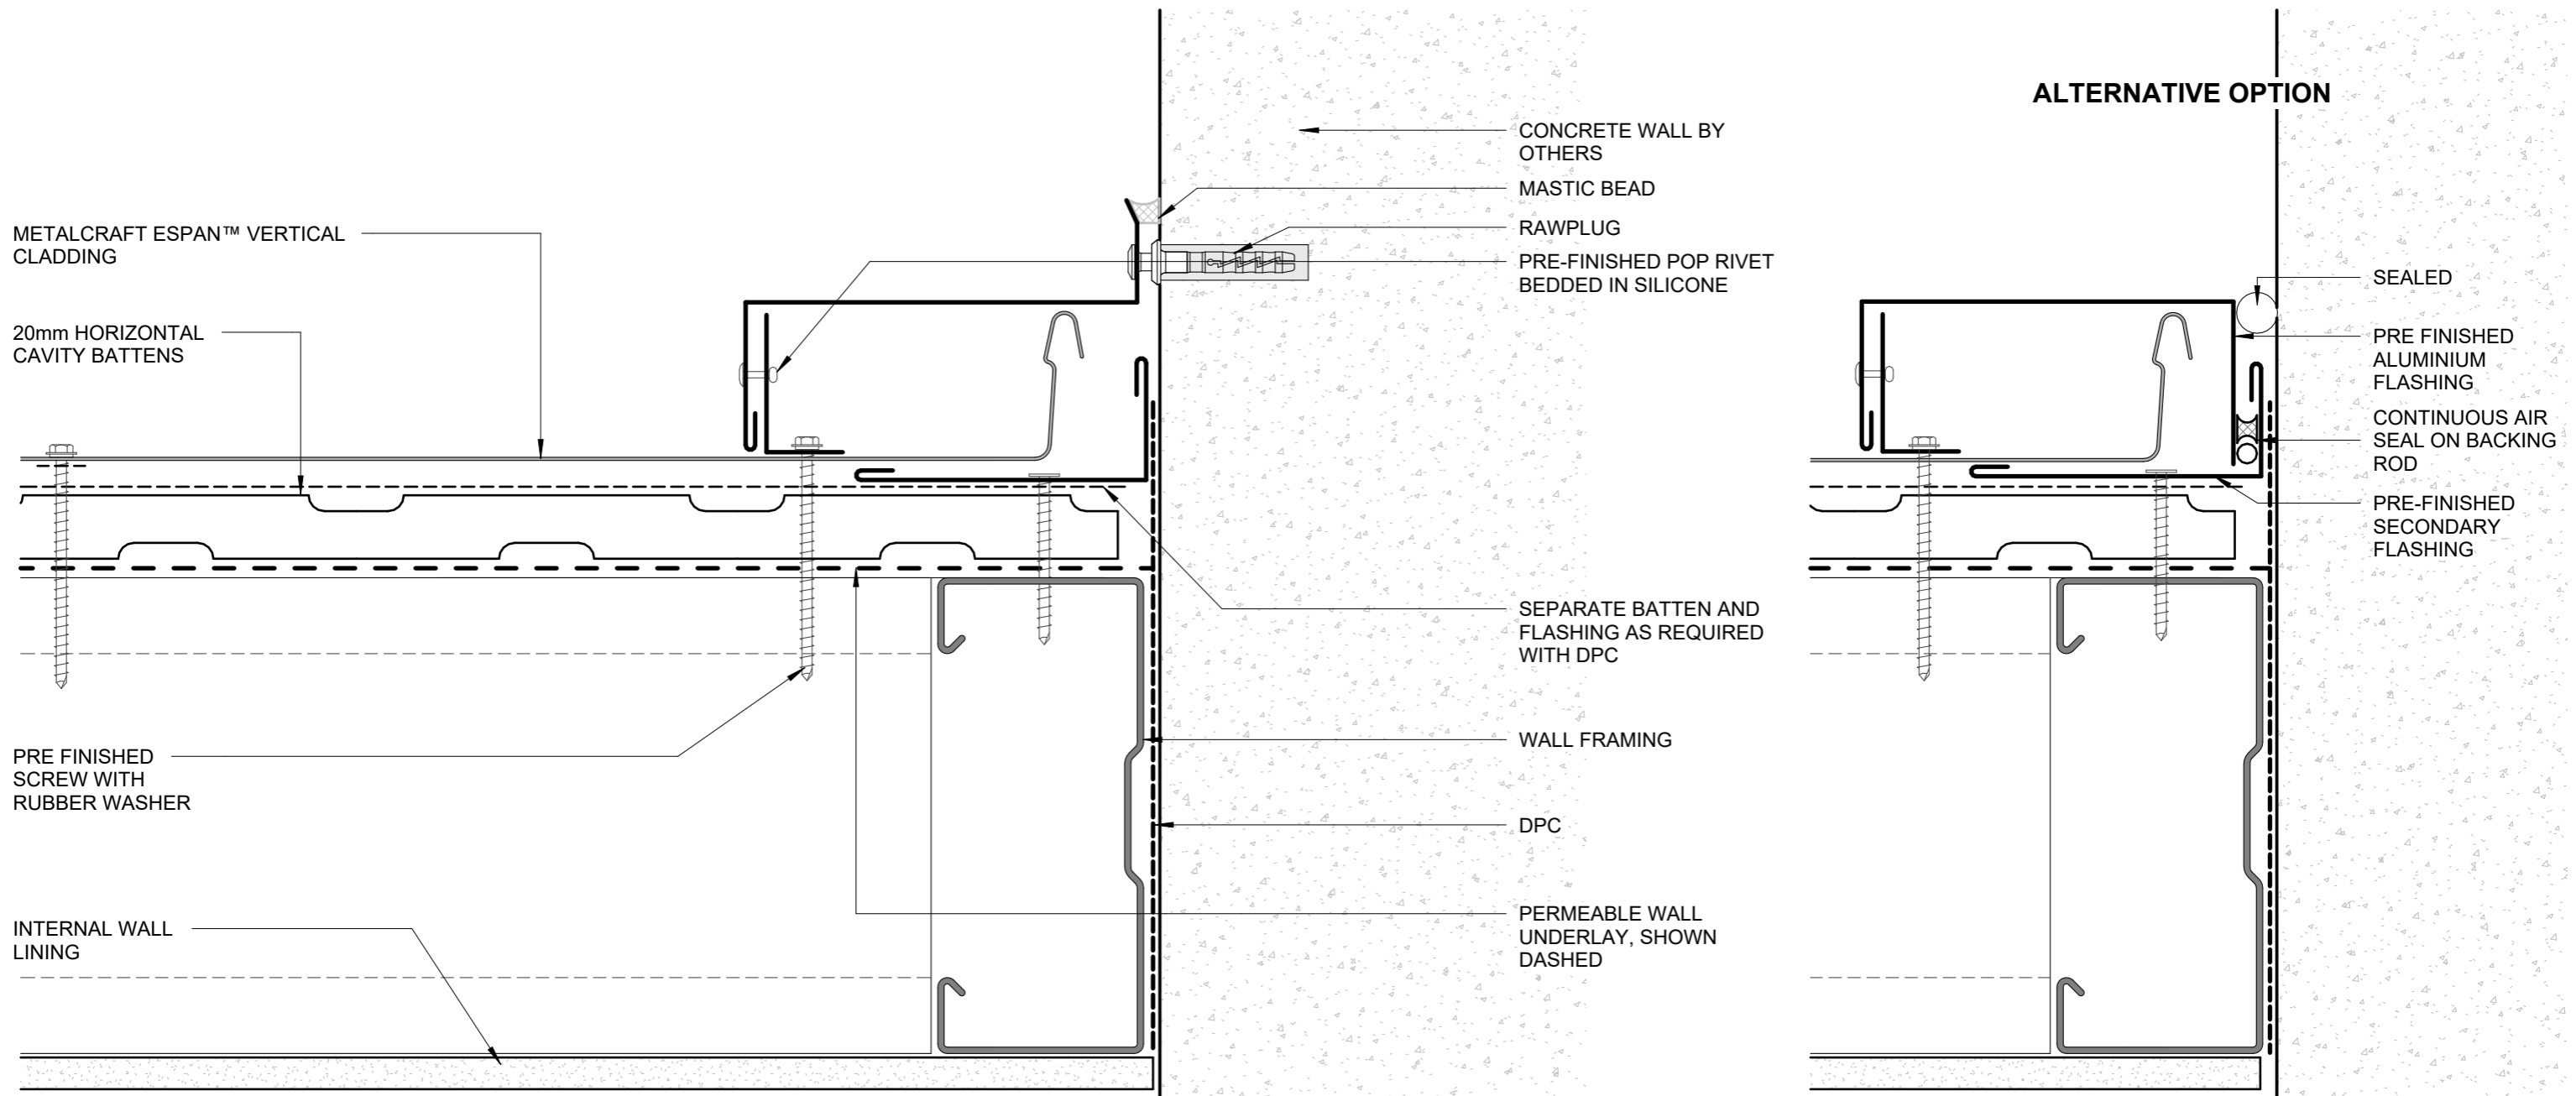 METALCRAFT ESPAN™ VERTICAL
CLADDING
20mm HORIZONTAL
CAVITY BATTENS
PRE FINISHED
SCREW WITH
RUBBER WASHER
INTERNAL WALL
LINING
CONCRETE WALL BY
OTHERS
MASTIC BEAD
RAWPLUG
PRE-FINISHED POP RIVET
BEDDED IN SILICONE
SEPARATE BATTEN AND
FLASHING AS REQUIRED
WITH DPC
WALL FRAMING
DPC
PERMEABLE WALL
UNDERLAY, SHOWN
DASHED
ALTERNATIVE OPTION
SEALED
PRE FINISHED
ALUMINIUM
FLASHING
CONTINUOUS AIR
SEAL ON BACKING
ROD
PRE-FINISHED
SECONDARY
FLASHING